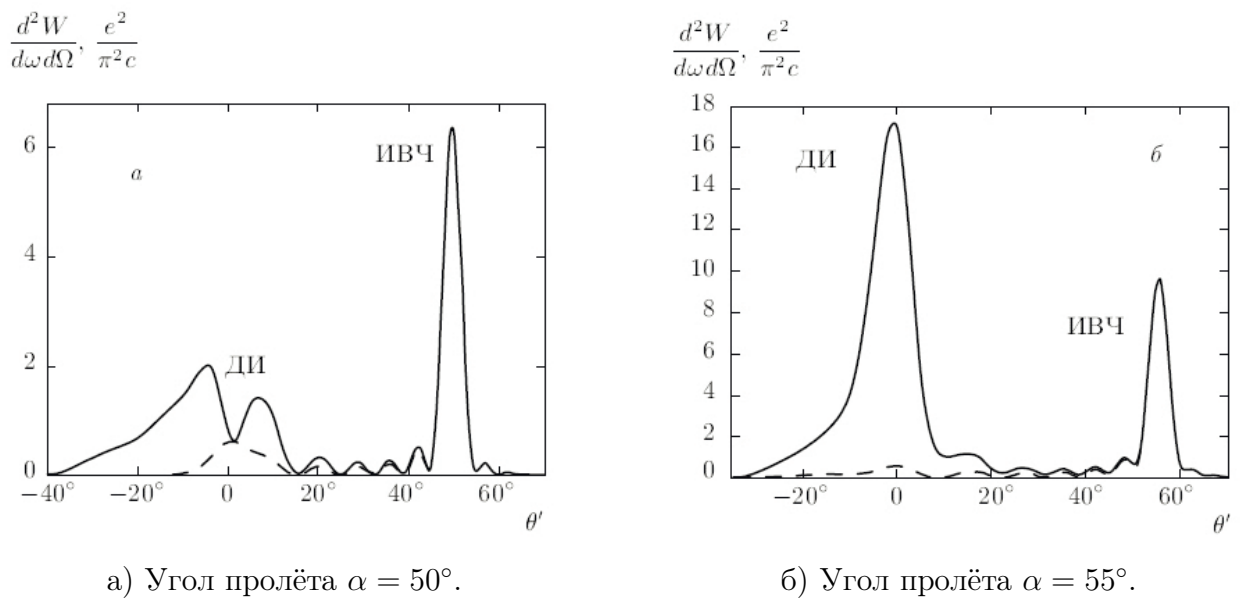 d²W/dωdΩ, e²/π²c
6
4
2
0
−40° −20° 0 20° 40° 60°
θ′
а
ДИ
ИВЧ
а) Угол пролёта α = 50°.
d²W/dωdΩ, e²/π²c
18
16
14
12
10
8
6
4
2
0
−20° 0 20° 40° 60°
θ′
ДИ
б
ИВЧ
б) Угол пролёта α = 55°.